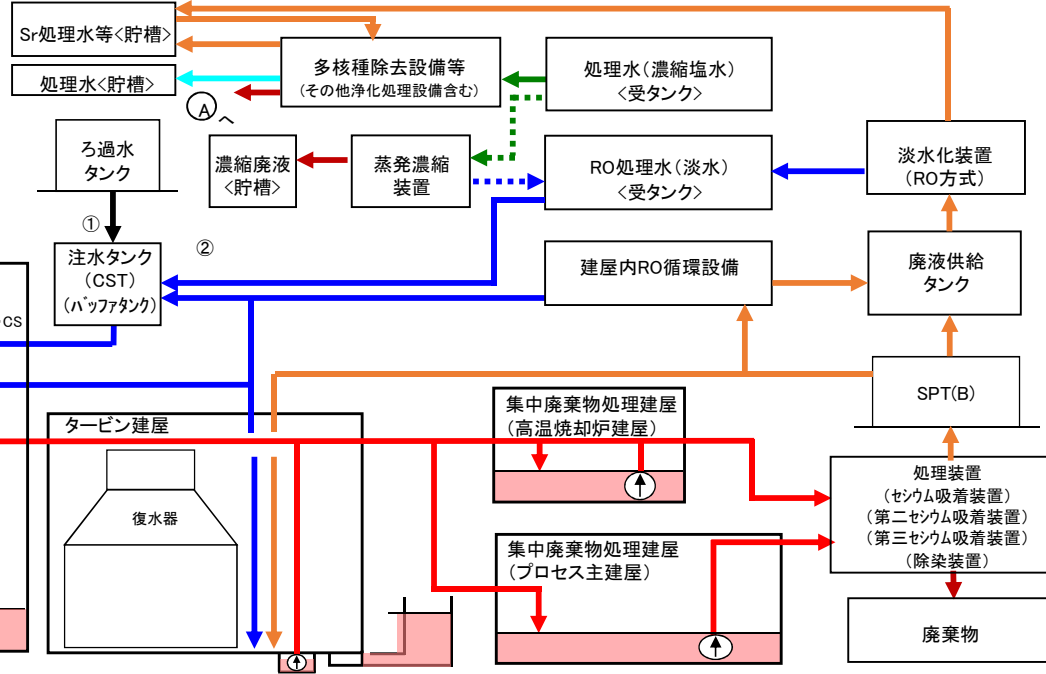 Sr処理水等<貯槽>
処理水<貯槽>
多核種除去設備等
(その他浄化処理設備含む)
処理水(濃縮塩水)
<受タンク>
Aへ
ろ過水
タンク
濃縮廃液
<貯槽>
蒸発濃縮
装置
RO処理水(淡水)
<受タンク>
淡水化装置
(RO方式)
①
②
注水タンク
(CST)
(ﾊﾞｯﾌｧﾀﾝｸ)
建屋内RO循環設備
廃液供給
タンク
CS
SPT(B)
タービン建屋
復水器
集中廃棄物処理建屋
(高温焼却炉建屋)
集中廃棄物処理建屋
(プロセス主建屋)
処理装置
(ｾｼｳﾑ吸着装置)
(第二ｾｼｳﾑ吸着装置)
(第三ｾｼｳﾑ吸着装置)
(除染装置)
廃棄物